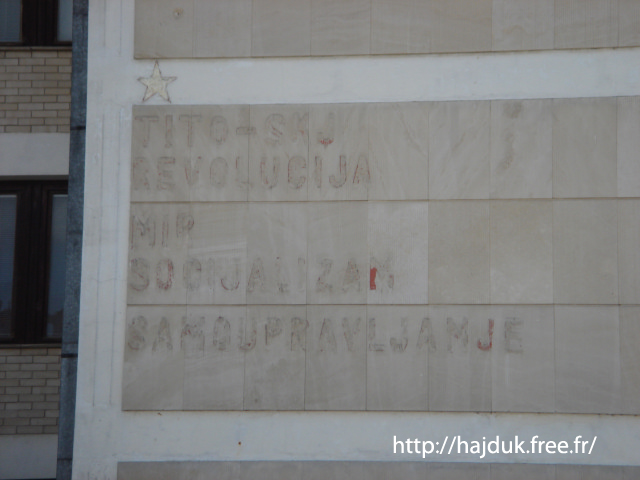 TITO-SKJ
REVOLUCIJA
MIR
SOCIJALIZAM
SAMOUPRAVLJANJE
http://hajduk.free.fr/